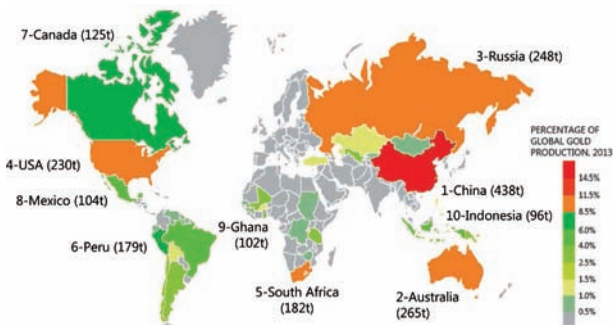 7-Canada (125t)
3-Russia (248t)
4-USA (230t)
8-Mexico (104t)
6-Peru (179t)
9-Ghana
(102t)
5-South Africa
(182t)
1-China (438t)
10-Indonesia (96t)
2-Australia
(265t)
PERCENTAGE OF
GLOBAL GOLD
PRODUCTION, 2013
14.5%
11.5%
8.5%
6.0%
4.0%
2.5%
1.5%
1.0%
0.5%